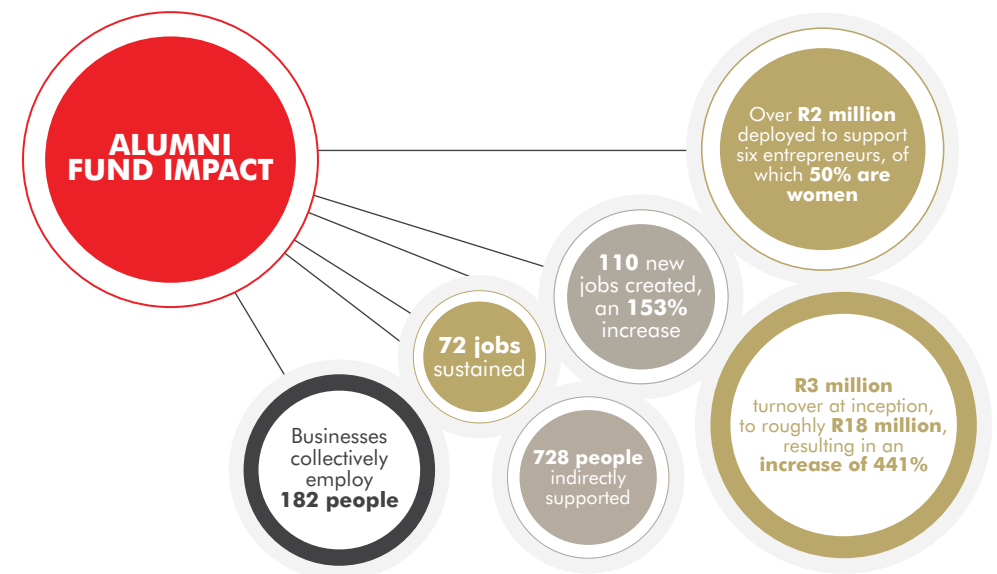 ALUMNI
FUND IMPACT
Over R2 million
deployed to support
six entrepreneurs, of
which 50% are
women
110 new
jobs created,
an 153%
increase
72 jobs
sustained
R3 million
turnover at inception,
to roughly R18 million,
resulting in an
increase of 441%
Businesses
collectively
employ
182 people
728 people
indirectly
supported